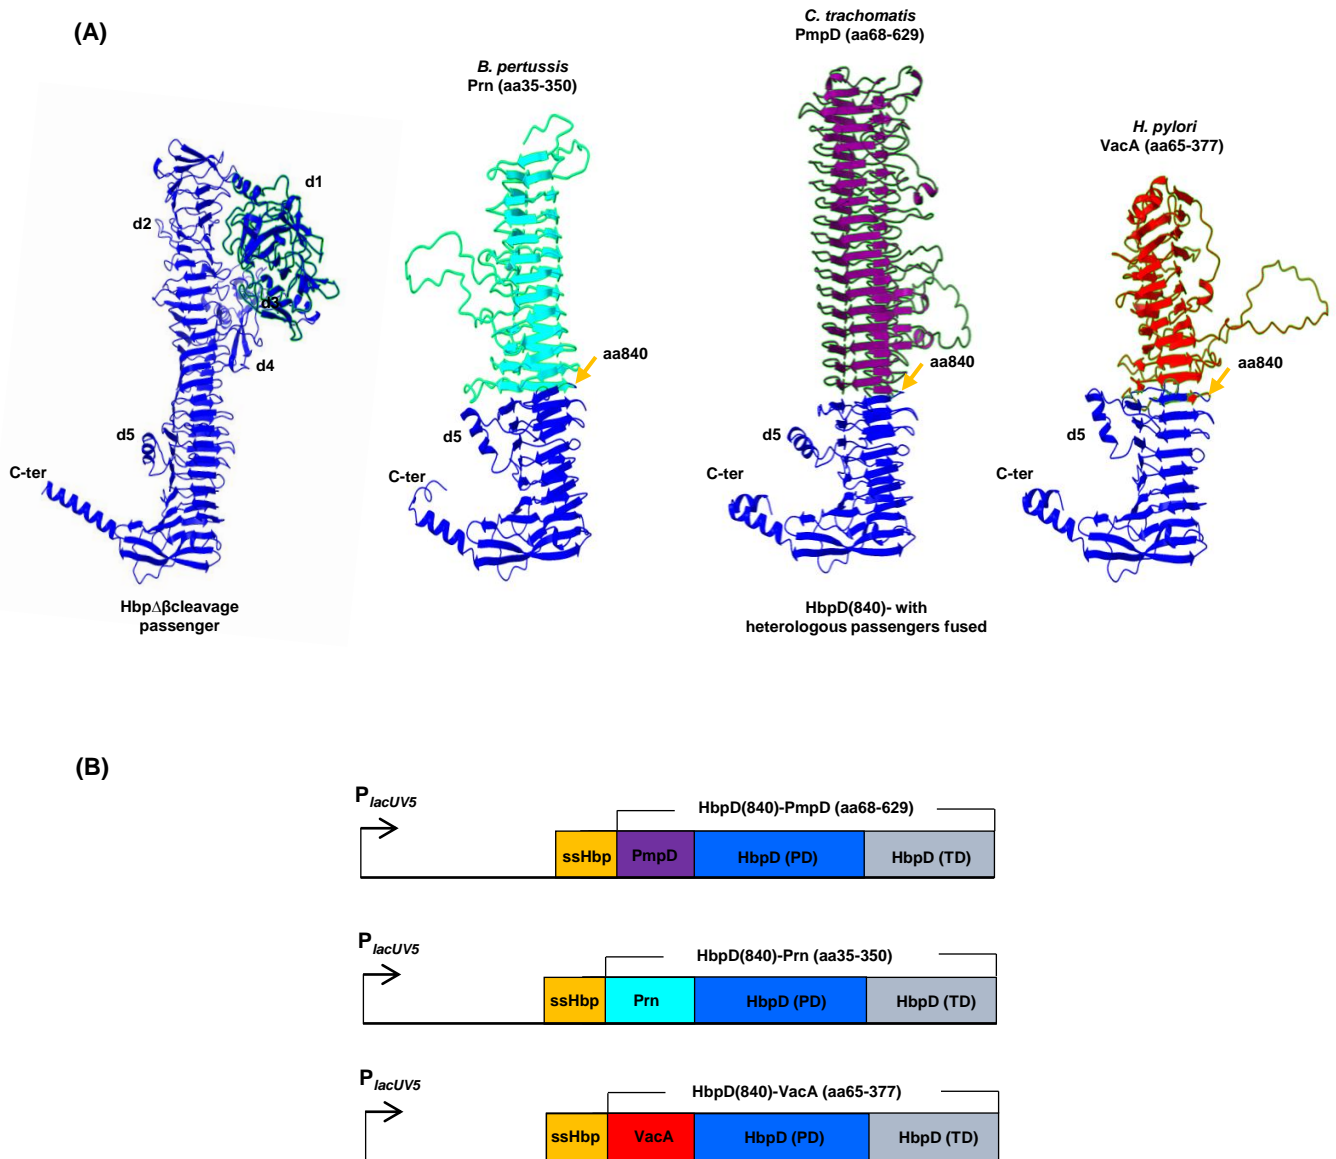 (A)
B. pertussis
Prn (aa35-350)
C. trachomatis
PmpD (aa68-629)
H. pylori
VacA (aa65-377)
d1
d2
d3
d4
d5
C-ter
HbpΔβcleavage
passenger
aa840
d5
C-ter
aa840
d5
C-ter
HbpD(840)- with
heterologous passengers fused
aa840
d5
C-ter
(B)
PlacUV5
HbpD(840)-PmpD (aa68-629)
ssHbp PmpD HbpD (PD) HbpD (TD)
PlacUV5
HbpD(840)-Prn (aa35-350)
ssHbp Prn HbpD (PD) HbpD (TD)
PlacUV5
HbpD(840)-VacA (aa65-377)
ssHbp VacA HbpD (PD) HbpD (TD)